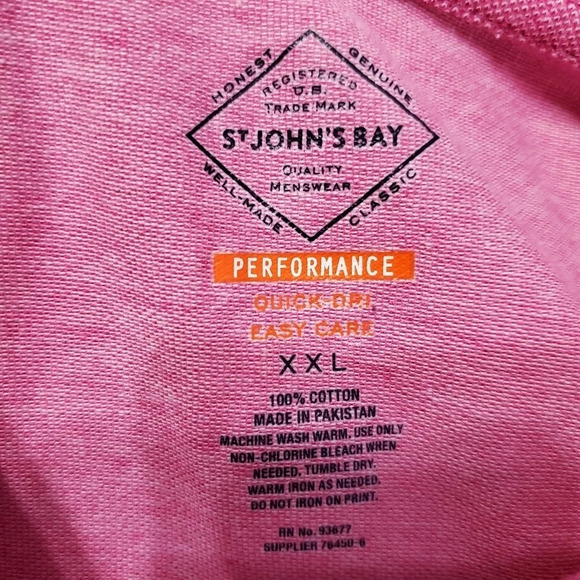 HONEST
GENUINE
REGISTERED
U.S.
TRADE MARK
ST JOHN'S BAY
QUALITY
MENSWEAR
WELL-MADE
CLASSIC
PERFORMANCE
QUICK-DRI
EASY CARE
XXL
100% COTTON
MADE IN PAKISTAN
MACHINE WASH WARM, USE ONLY
NON-CHLORINE BLEACH WHEN
NEEDED, TUMBLE DRY.
WARM IRON AS NEEDED.
DO NOT IRON ON PRINT.
RN No. 93677
SUPPLIER 76450-6